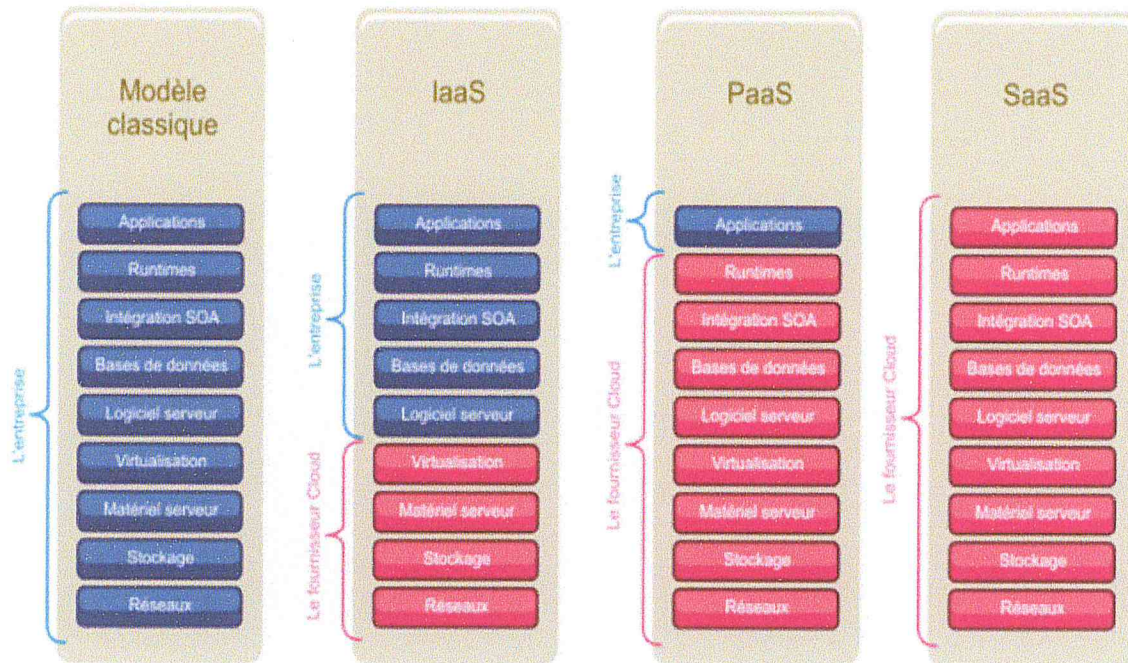 Modèle
classique
L'entreprise
Applications
Runtimes
Intégration SOA
Bases de données
Logiciel serveur
Virtualisation
Matériel serveur
Stockage
Réseaux
IaaS
L'entreprise
Applications
Runtimes
Intégration SOA
Bases de données
Logiciel serveur
Le fournisseur Cloud
Virtualisation
Matériel serveur
Stockage
Réseaux
PaaS
L'entreprise
Applications
Le fournisseur Cloud
Runtimes
Intégration SOA
Bases de données
Logiciel serveur
Virtualisation
Matériel serveur
Stockage
Réseaux
SaaS
Le fournisseur Cloud
Applications
Runtimes
Intégration SOA
Bases de données
Logiciel serveur
Virtualisation
Matériel serveur
Stockage
Réseaux